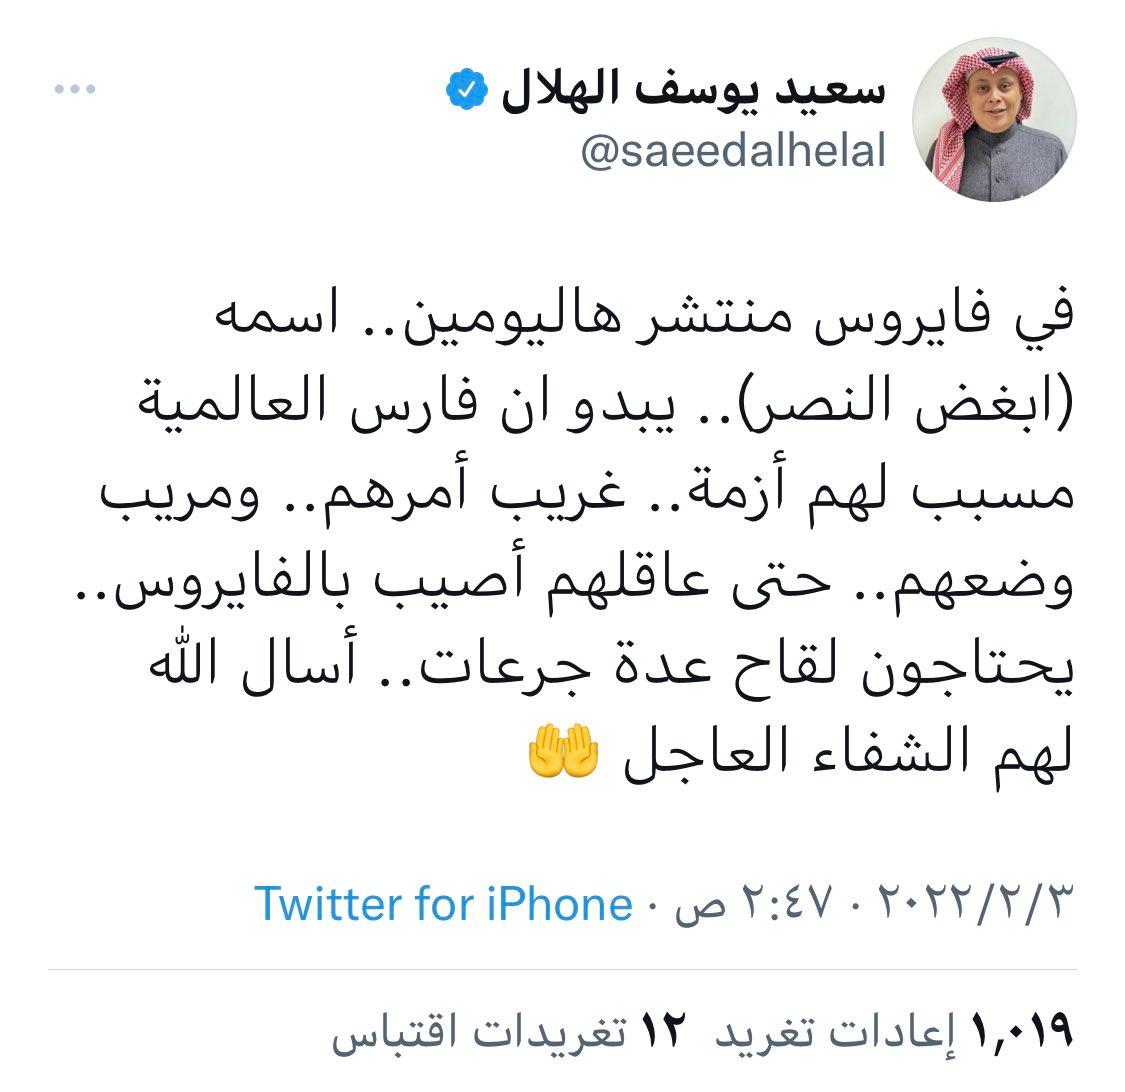 سعيد يوسف الهلال
@saeedalhelal
في فايروس منتشر هاليومين.. اسمه
(ابغض النصر).. يبدو ان فارس العالمية
مسبب لهم أزمة.. غريب أمرهم.. ومريب
وضعهم.. حتى عاقلهم أصيب بالفايروس..
يحتاجون لقاح عدة جرعات.. أسال الله
لهم الشفاء العاجل 🤲
٢٠٢٢/٢/٣ · ٢:٤٧ ص · Twitter for iPhone
١,٠١٩ إعادات تغريد ١٢ تغريدات اقتباس